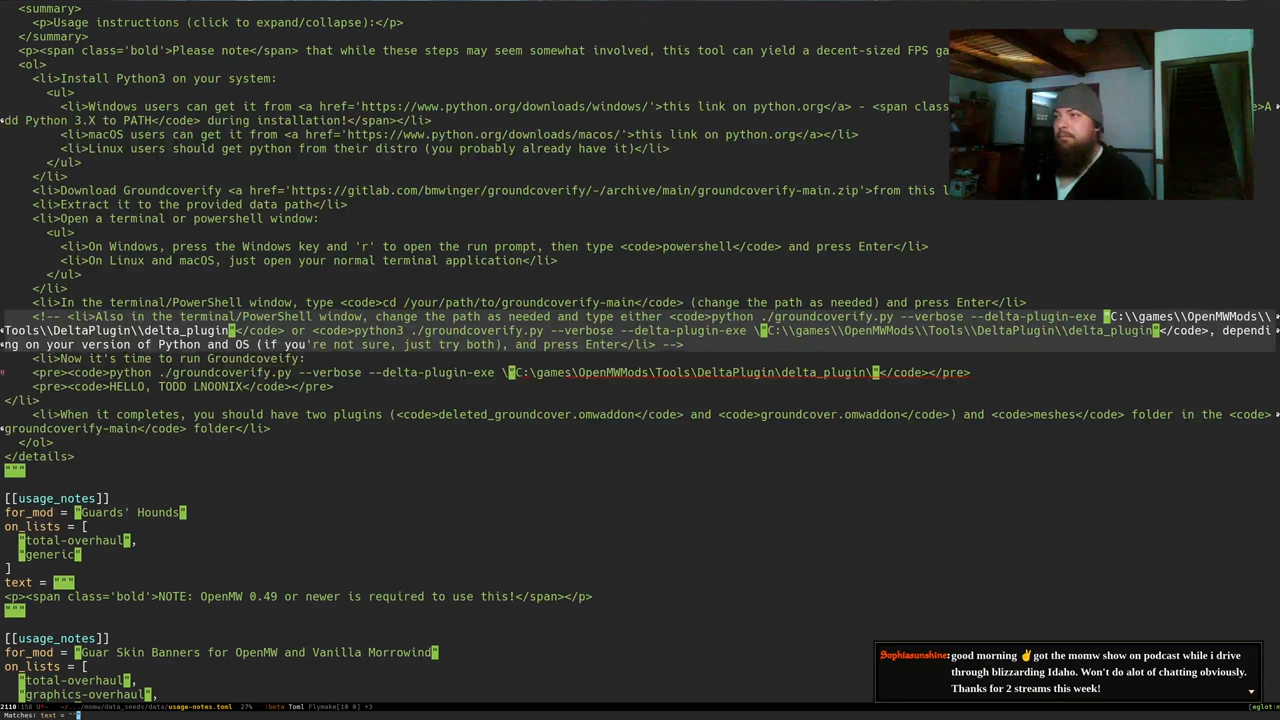 <summary>
<p>Usage instructions (click to expand/collapse):</p>
</summary>
<p><span class='bold'>Please note</span> that while these steps may seem somewhat involved, this tool can yield a decent-sized FPS ga
<ol>
<li>Install Python3 on your system:
<ul>
<li>Windows users can get it from <a href='https://www.python.org/downloads/windows/'>this link on python.org</a> - <span clas e>A
dd Python 3.X to PATH</code> during installation!</span></li>
<li>macOS users can get it from <a href='https://www.python.org/downloads/macos/'>this link on python.org</a></li>
<li>Linux users should get python from their distro (you probably already have it)</li>
</ul>
</li>
<li>Download Groundcoverify <a href='https://gitlab.com/bmwinger/groundcoverify/-/archive/main/groundcoverify-main.zip'>from this l
<li>Extract it to the provided data path</li>
<li>Open a terminal or powershell window:
<ul>
<li>On Windows, press the Windows key and 'r' to open the run prompt, then type <code>powershell</code> and press Enter</li>
<li>On Linux and macOS, just open your normal terminal application</li>
</ul>
</li>
<li>In the terminal/PowerShell window, type <code>cd /your/path/to/groundcoverify-main</code> (change the path as needed) and press Enter</li>
<!-- <li>Also in the terminal/PowerShell window, change the path as needed and type either <code>python ./groundcoverify.py --verbose --delta-plugin-exe "C:\\games\\OpenMWMods\\
Tools\\DeltaPlugin\\delta_plugin"</code> or <code>python3 ./groundcoverify.py --verbose --delta-plugin-exe \"C:\\games\\OpenMWMods\\Tools\\DeltaPlugin\\delta_plugin"</code>, dependi
ng on your version of Python and OS (if you're not sure, just try both), and press Enter</li> -->
<li>Now it's time to run Groundcoveify:
<pre><code>python ./groundcoverify.py --verbose --delta-plugin-exe \"C:\games\OpenMWMods\Tools\DeltaPlugin\delta_plugin\"</code></pre>
<pre><code>HELLO, TODD LNOONIX</code></pre>
</li>
<li>When it completes, you should have two plugins (<code>deleted_groundcover.omwaddon</code> and <code>groundcover.omwaddon</code>) and <code>meshes</code> folder in the <code>
groundcoverify-main</code> folder</li>
</ol>
</details>
"""
[[usage_notes]]
for_mod = "Guards' Hounds"
on_lists = [
"total-overhaul",
"generic"
]
text = """
<p><span class='bold'>NOTE: OpenMW 0.49 or newer is required to use this!</span></p>
"""
[[usage_notes]]
for_mod = "Guar Skin Banners for OpenMW and Vanilla Morrowind"
on_lists = [
"total-overhaul",
"graphics-overhaul",
Sophiasunshine: good morning ✌️ got the momw show on podcast while i drive
through blizzarding Idaho. Won't do alot of chatting obviously.
Thanks for 2 streams this week!
2110:158 U*- ~/.../momw/data_seeds/data/usage-notes.toml 27% :beta Toml Flymake[10 0] +3 [eglot:
Matches: text = ""